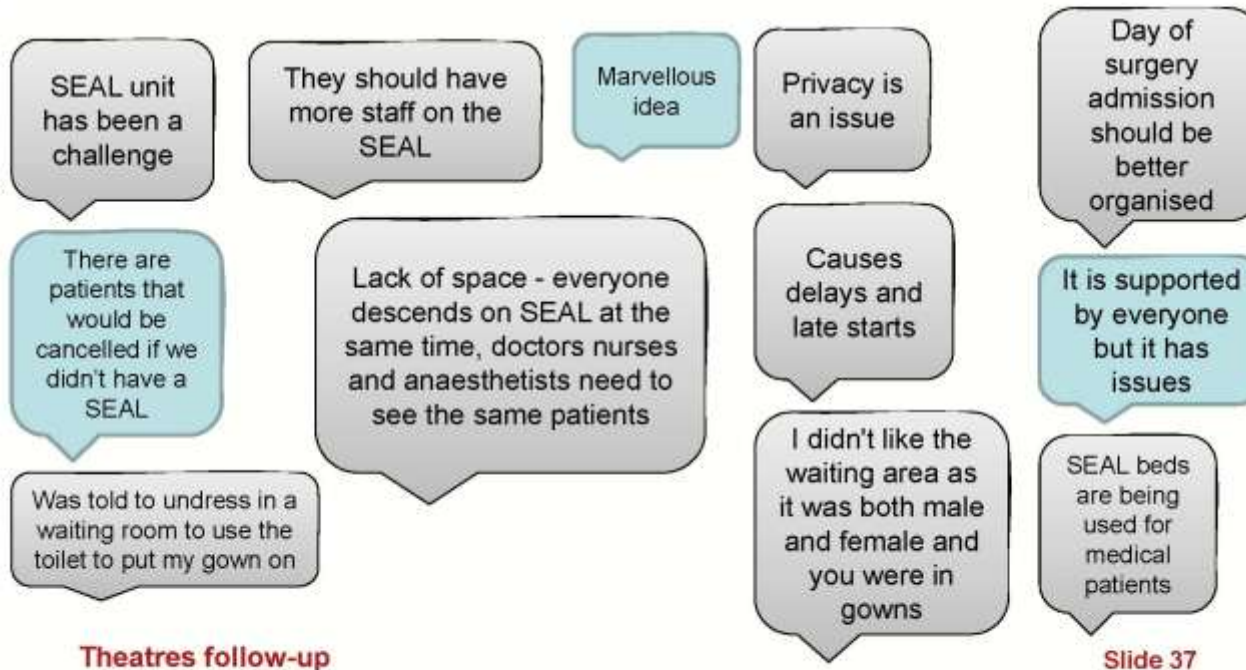 SEAL unit
has been a
challenge
They should have
more staff on the
SEAL
Marvellous
idea
Privacy is
an issue
Day of
surgery
admission
should be
better
organised
There are
patients that
would be
cancelled if we
didn't have a
SEAL
Lack of space - everyone
descends on SEAL at the
same time, doctors nurses
and anaesthetists need to
see the same patients
Causes
delays and
late starts
It is supported
by everyone
but it has
issues
Was told to undress in a
waiting room to use the
toilet to put my gown on
I didn't like the
waiting area as
it was both male
and female and
you were in
gowns
SEAL beds
are being
used for
medical
patients
Theatres follow-up
Slide 37